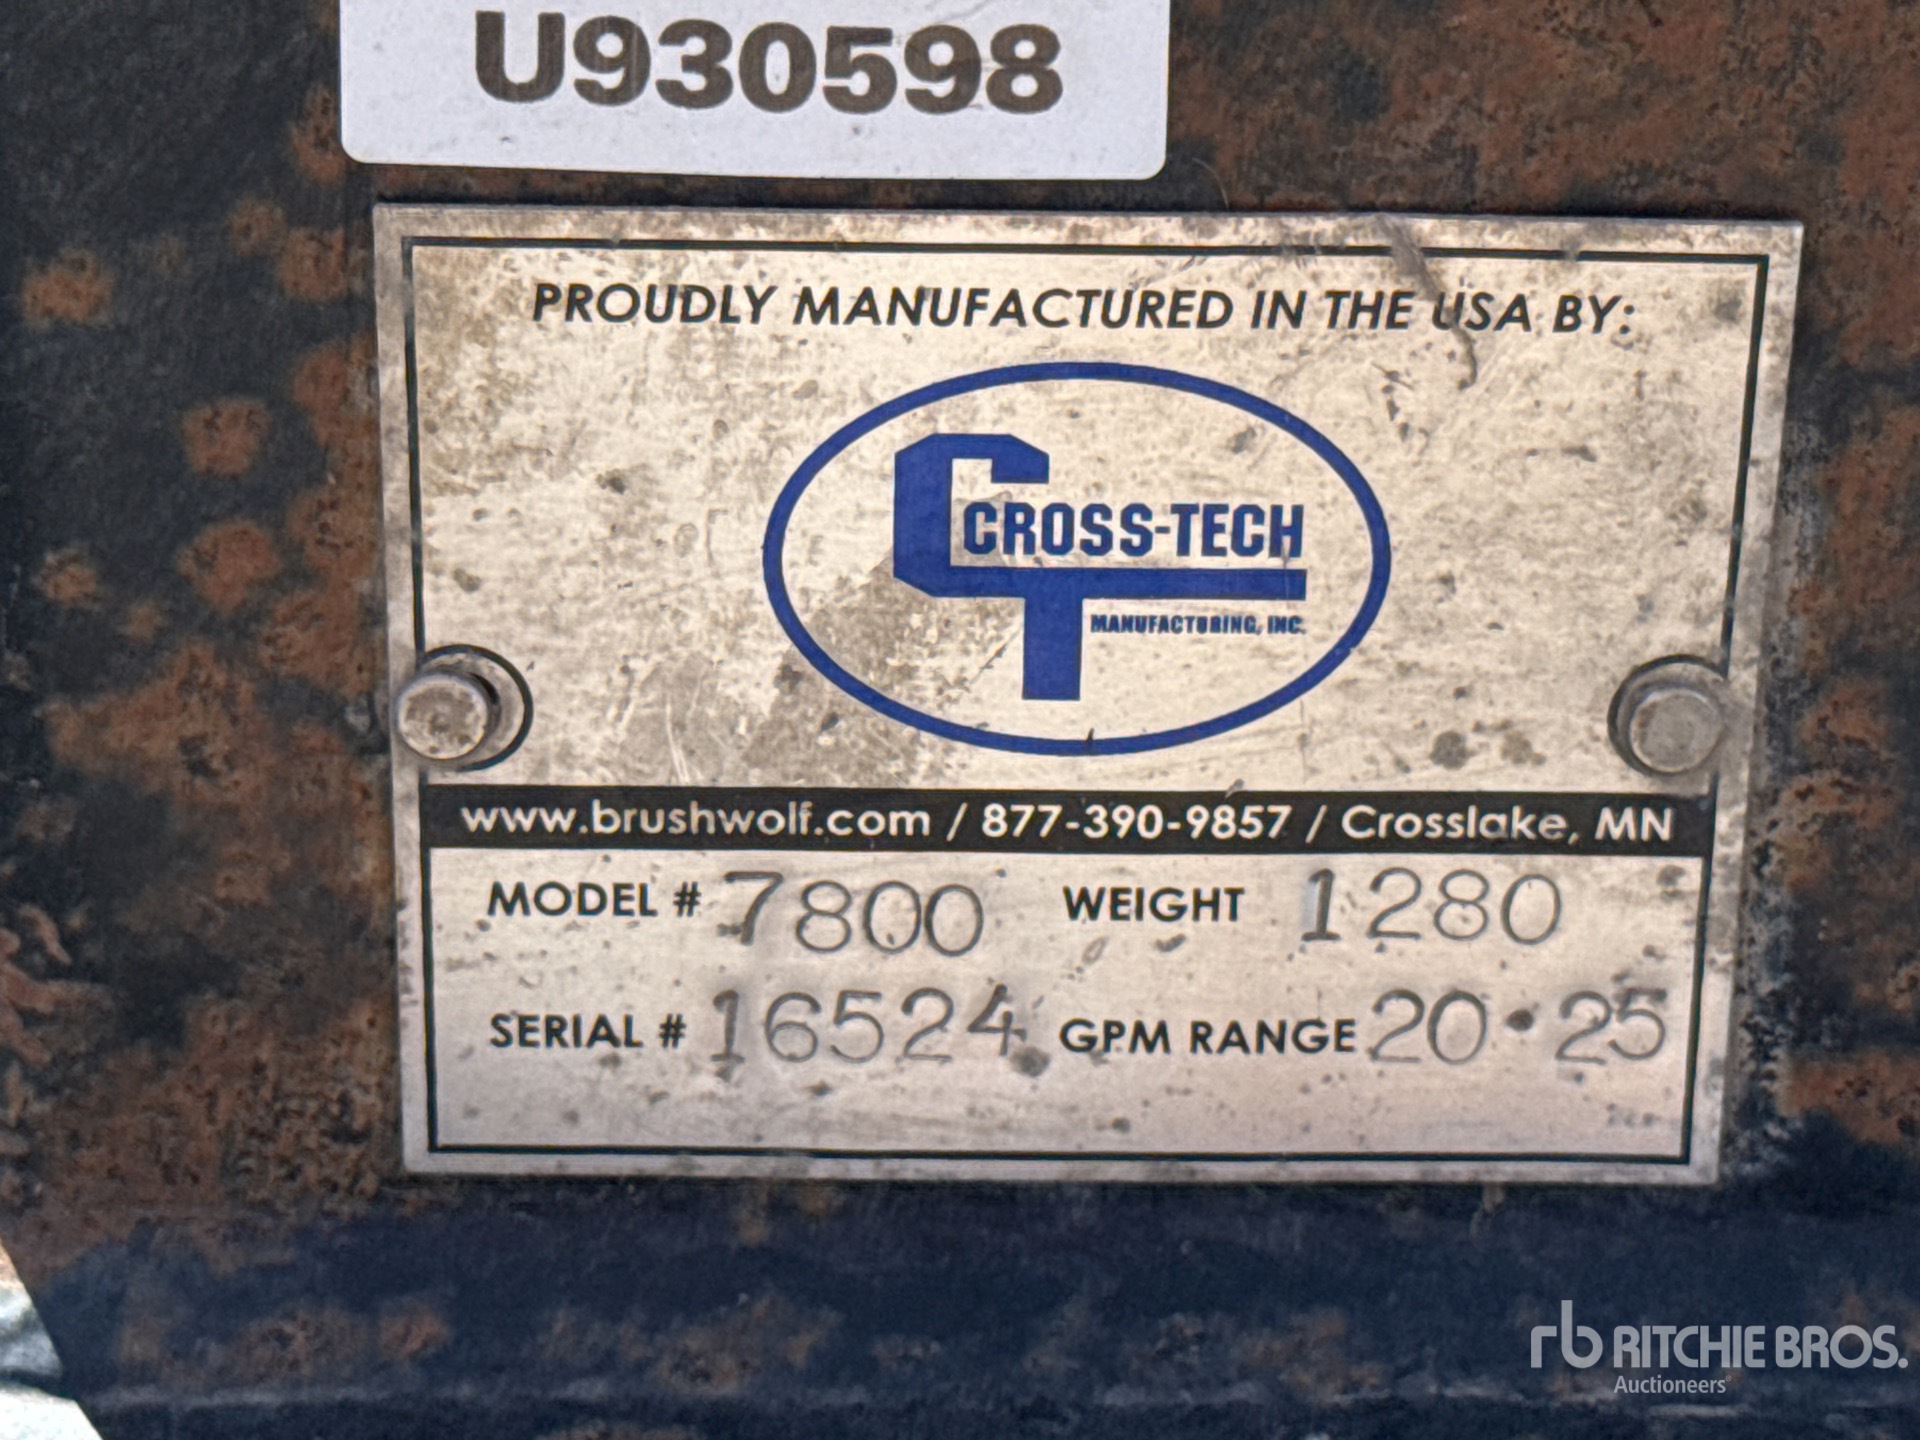 U930598
PROUDLY MANUFACTURED IN THE USA BY:
CROSS-TECH
MANUFACTURING, INC.
www.brushwolf.com / 877-390-9857 / Crosslake, MN
MODEL # 7800 WEIGHT 1280
SERIAL # 16524 GPM RANGE 20·25
rb RITCHIE BROS.
Auctioneers